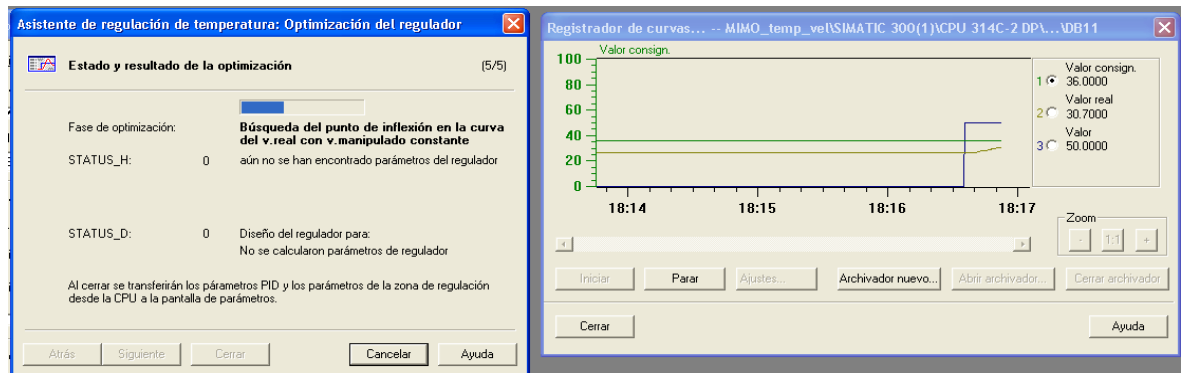 Asistente de regulación de temperatura: Optimización del regulador
Estado y resultado de la optimización (5/5)
Fase de optimización: Búsqueda del punto de inflexión en la curva
del v.real con v.manipulado constante
STATUS_H: 0 aún no se han encontrado parámetros del regulador
STATUS_D: 0 Diseño del regulador para:
No se calcularon parámetros de regulador
Al cerrar se transferirán los párametros PID y los parámetros de la zona de regulación
desde la CPU a la pantalla de parámetros.
Atrás Siguiente Cerrar Cancelar Ayuda
Registrador de curvas... -- MIMO_temp_vel\SIMATIC 300(1)\CPU 314C-2 DP\...\DB11
Valor consign.
100
80
60
40
20
0
18:14 18:15 18:16 18:17
Valor consign.
1 36.0000
Valor real
2 30.7000
Valor
3 50.0000
Zoom
- 1:1 +
Iniciar Parar Ajustes... Archivador nuevo... Abrir archivador... Cerrar archivador
Cerrar Ayuda